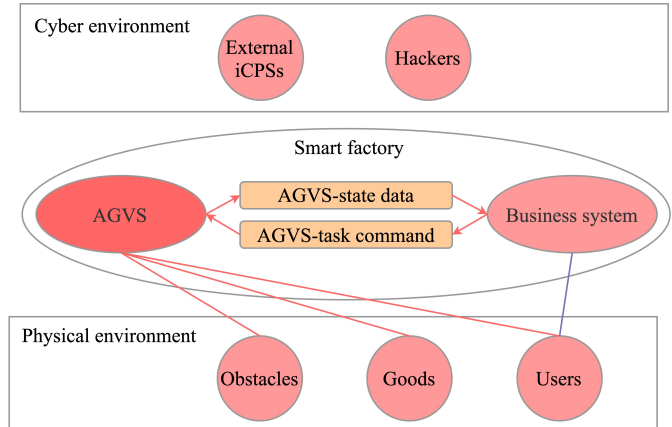 Cyber environment
External
iCPSs
Hackers
Smart factory
AGVS
AGVS-state data
AGVS-task command
Business system
Physical environment
Obstacles
Goods
Users